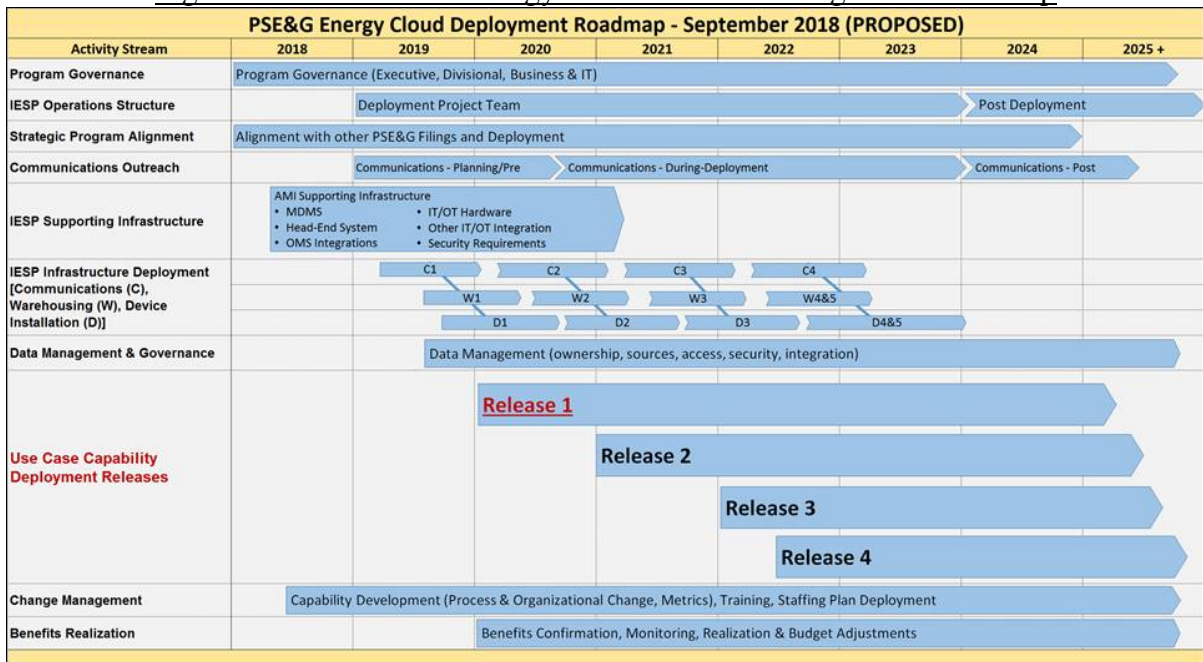 PSE&G Energy Cloud Deployment Roadmap - September 2018 (PROPOSED)
Activity Stream 2018 2019 2020 2021 2022 2023 2024 2025 +
Program Governance
Program Governance (Executive, Divisional, Business & IT)
IESP Operations Structure
Deployment Project Team
Post Deployment
Strategic Program Alignment
Alignment with other PSE&G Filings and Deployment
Communications Outreach
Communications - Planning/Pre
Communications - During-Deployment
Communications - Post
IESP Supporting Infrastructure
AMI Supporting Infrastructure
• MDMS
• Head-End System
• OMS Integrations
• IT/OT Hardware
• Other IT/OT Integration
• Security Requirements
IESP Infrastructure Deployment
[Communications (C),
Warehousing (W), Device
Installation (D)]
C1 C2 C3 C4
W1 W2 W3 W4&5
D1 D2 D3 D4&5
Data Management & Governance
Data Management (ownership, sources, access, security, integration)
Use Case Capability
Deployment Releases
Release 1
Release 2
Release 3
Release 4
Change Management
Capability Development (Process & Organizational Change, Metrics), Training, Staffing Plan Deployment
Benefits Realization
Benefits Confirmation, Monitoring, Realization & Budget Adjustments